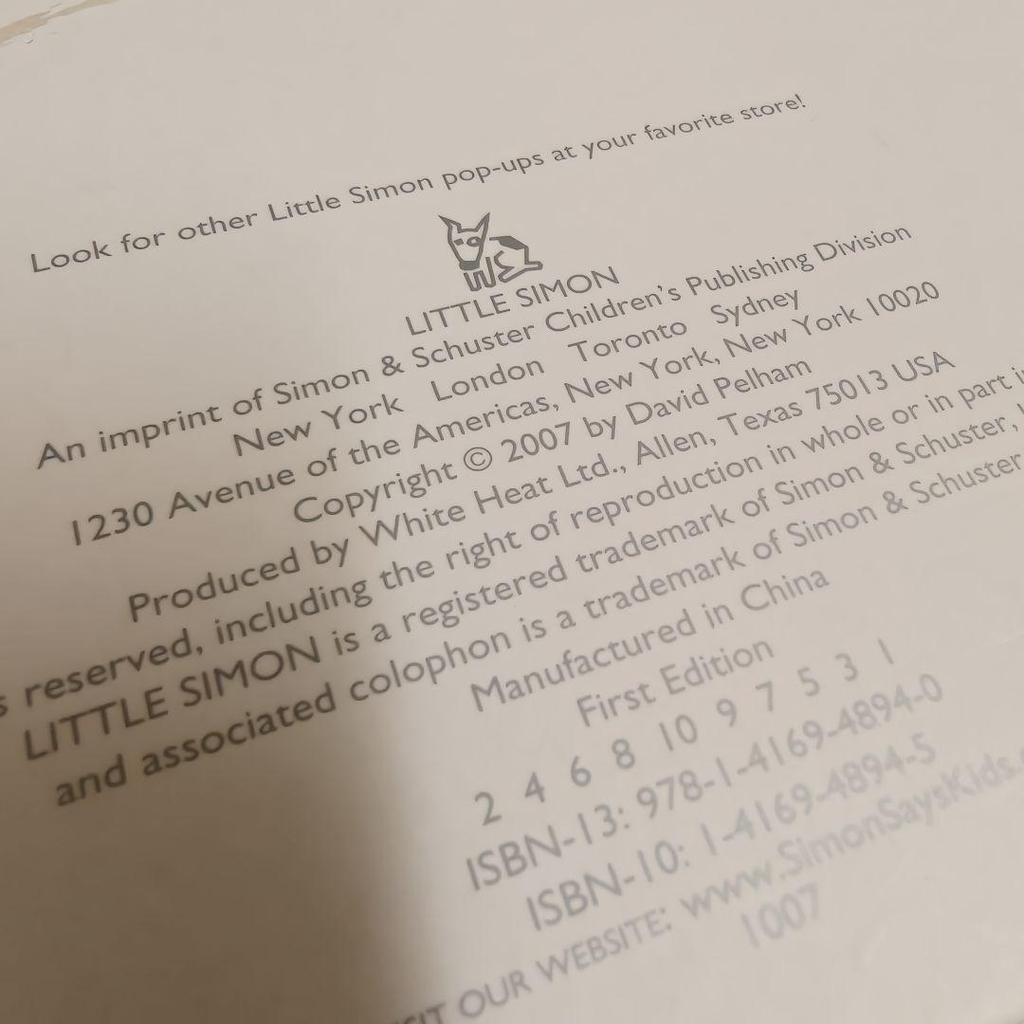 Look for other Little Simon pop-ups at your favorite store!
LITTLE SIMON
An imprint of Simon & Schuster Children's Publishing Division
New York London Toronto Sydney
1230 Avenue of the Americas, New York, New York 10020
Copyright © 2007 by David Pelham
Produced by White Heat Ltd., Allen, Texas 75013 USA
reserved, including the right of reproduction in whole or in part
LITTLE SIMON is a registered trademark of Simon & Schuster,
and associated colophon is a trademark of Simon & Schuster
Manufactured in China
First Edition
2 4 6 8 10 9 7 5 3 1
ISBN-13: 978-1-4169-4894-0
ISBN-10: 1-4169-4894-5
OUR WEBSITE: www.SimonSaysKids.
1007